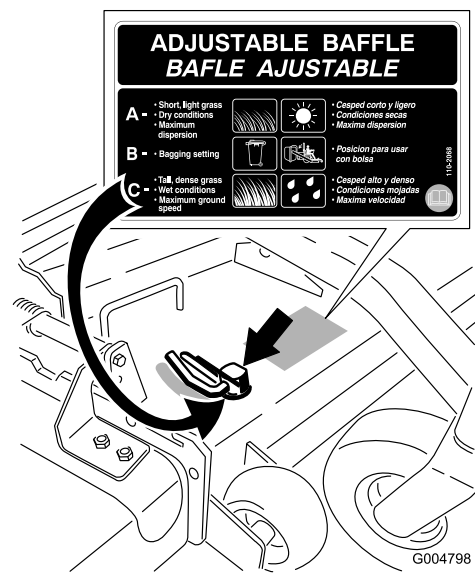 ADJUSTABLE BAFFLE
BAFLE AJUSTABLE
A - • Short, light grass
• Dry conditions
• Maximum
dispersion
• Cesped corto y ligero
• Condiciones secas
• Maxima dispersion
B - • Bagging setting
• Posicion para usar
con bolsa
C - • Tall, dense grass
• Wet conditions
• Maximum ground
speed
• Cesped alto y denso
• Condiciones mojadas
• Maxima velocidad
110-2068
G004798